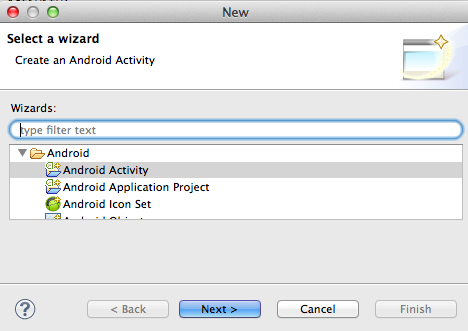 New
Select a wizard
Create an Android Activity
Wizards:
type filter text
Android
Android Activity
Android Application Project
Android Icon Set
? < Back Next > Cancel Finish